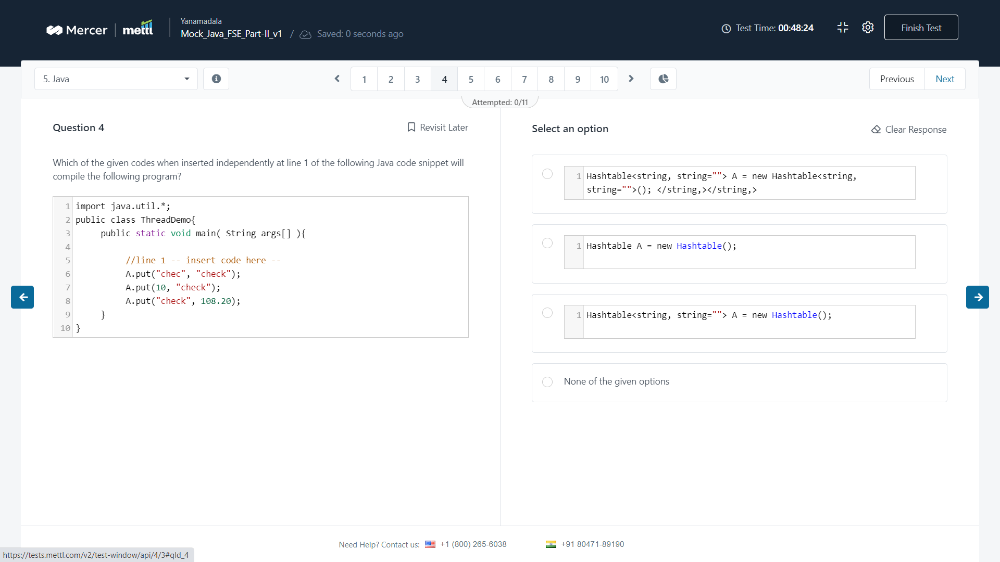 Mercer
mettl
Yanamadala
Mock_Java_FSE_Part-II_v1 / Saved: 0 seconds ago
Test Time: 00:48:24
Finish Test
5. Java
1 2 3 4 5 6 7 8 9 10
Previous
Next
Attempted: 0/11
Question 4
Revisit Later
Which of the given codes when inserted independently at line 1 of the following Java code snippet will
compile the following program?
1 import java.util.*;
2 public class ThreadDemo{
3      public static void main( String args[] ){
4
5           //line 1 -- insert code here --
6           A.put("chec", "check");
7           A.put(10, "check");
8           A.put("check", 108.20);
9      }
10 }
Select an option
Clear Response
1 Hashtable<string, string=""> A = new Hashtable<string,
string="">(); </string,></string,>
1 Hashtable A = new Hashtable();
1 Hashtable<string, string=""> A = new Hashtable();
None of the given options
Need Help? Contact us: +1 (800) 265-6038
+91 80471-89190
https://tests.mettl.com/v2/test-window/api/4/3#qId_4